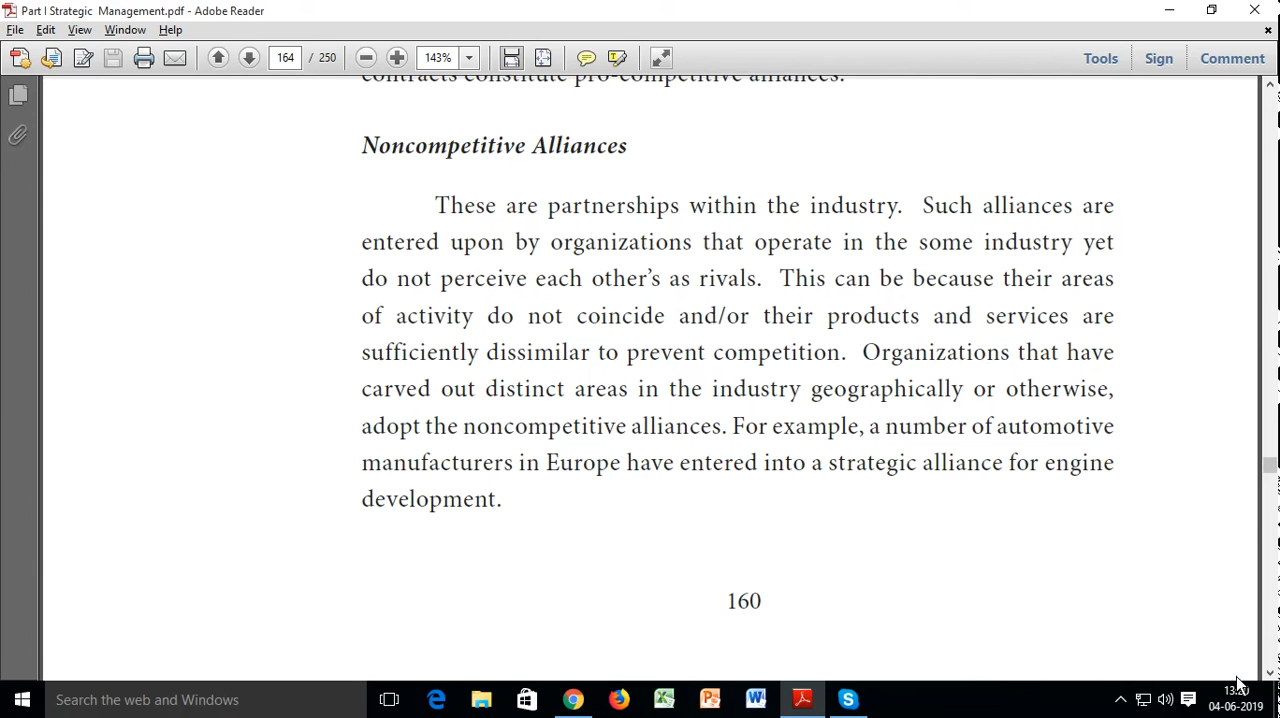 Part I Strategic Management.pdf - Adobe Reader
File Edit View Window Help
164 / 250 143% Tools Sign Comment
contracts constitute pro-competitive alliances.
Noncompetitive Alliances
These are partnerships within the industry. Such alliances are
entered upon by organizations that operate in the some industry yet
do not perceive each other’s as rivals. This can be because their areas
of activity do not coincide and/or their products and services are
sufficiently dissimilar to prevent competition. Organizations that have
carved out distinct areas in the industry geographically or otherwise,
adopt the noncompetitive alliances. For example, a number of automotive
manufacturers in Europe have entered into a strategic alliance for engine
development.
160
Search the web and Windows
04-06-2019